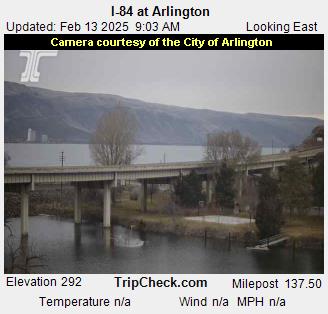 I-84 at Arlington
Updated: Feb 13 2025 9:03 AM Looking East
Camera courtesy of the City of Arlington
Elevation 292 TripCheck.com Milepost 137.50
Temperature n/a Wind n/a MPH n/a